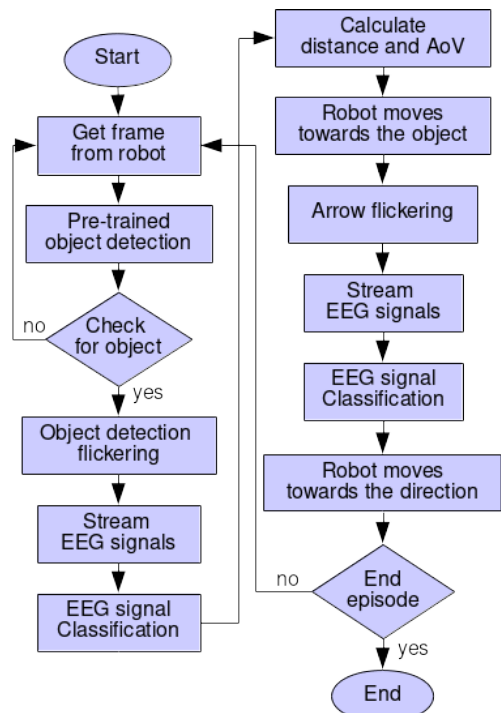 Start
Get frame
from robot
Pre-trained
object detection
no
Check
for object
yes
Object detection
flickering
Stream
EEG signals
EEG signal
Classification
Calculate
distance and AoV
Robot moves
towards the object
Arrow flickering
Stream
EEG signals
EEG signal
Classification
Robot moves
towards the direction
no
End
episode
yes
End